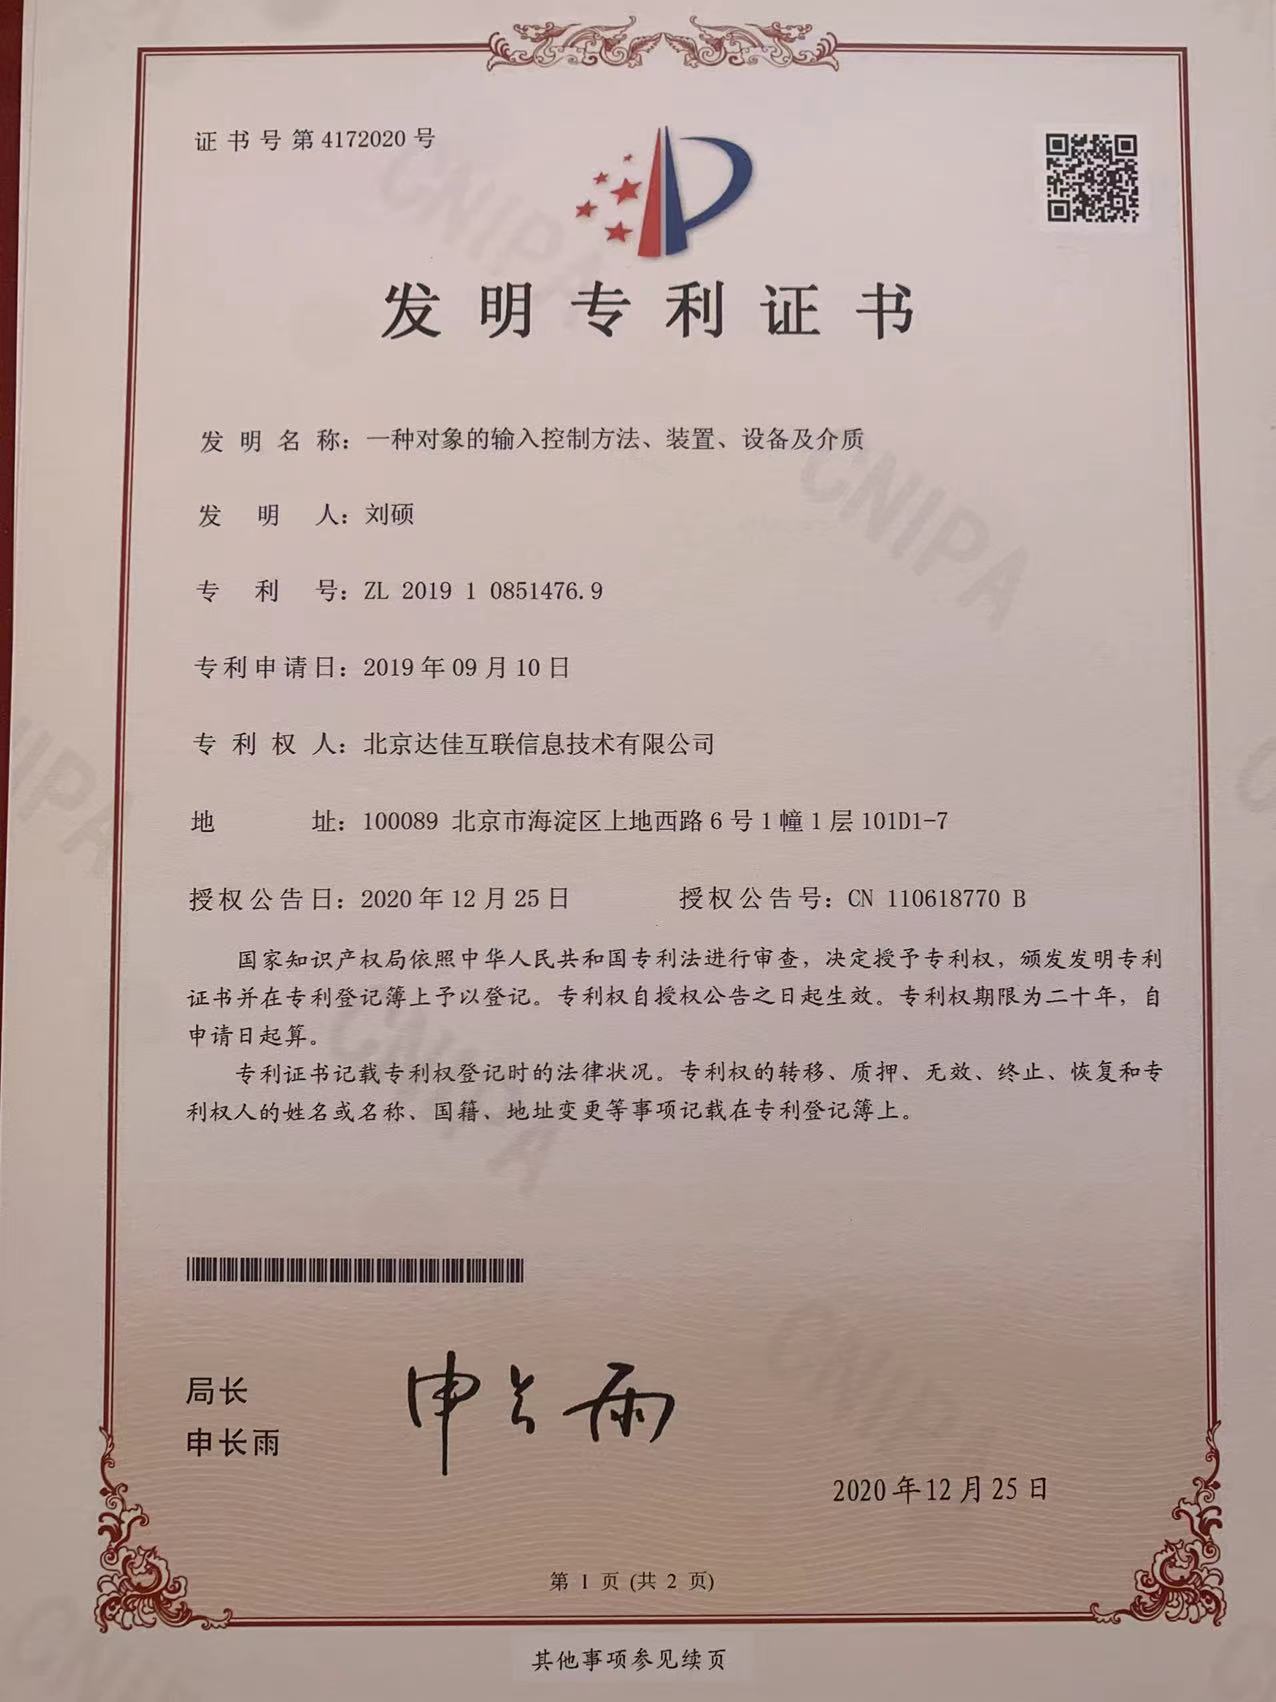 证书号第4172020号
发明专利证书
发明名称：一种对象的输入控制方法、装置、设备及介质
发明人：刘硕
专利号：ZL 2019 1 0851476.9
专利申请日：2019年09月10日
专利权人：北京达佳互联信息技术有限公司
地址：100089 北京市海淀区上地西路6号1幢1层101D1-7
授权公告日：2020年12月25日 授权公告号：CN 110618770 B
国家知识产权局依照中华人民共和国专利法进行审查，决定授予专利权，颁发发明专利
证书并在专利登记簿上予以登记。专利权自授权公告之日起生效。专利权期限为二十年，自
申请日起算。
专利证书记载专利权登记时的法律状况。专利权的转移、质押、无效、终止、恢复和专
利权人的姓名或名称、国籍、地址变更等事项记载在专利登记簿上。
局长
申长雨
申长雨
2020年12月25日
第 1 页 (共 2 页)
其他事项参见续页
CNIPA
CNIPA
CNIPA
CNIPA